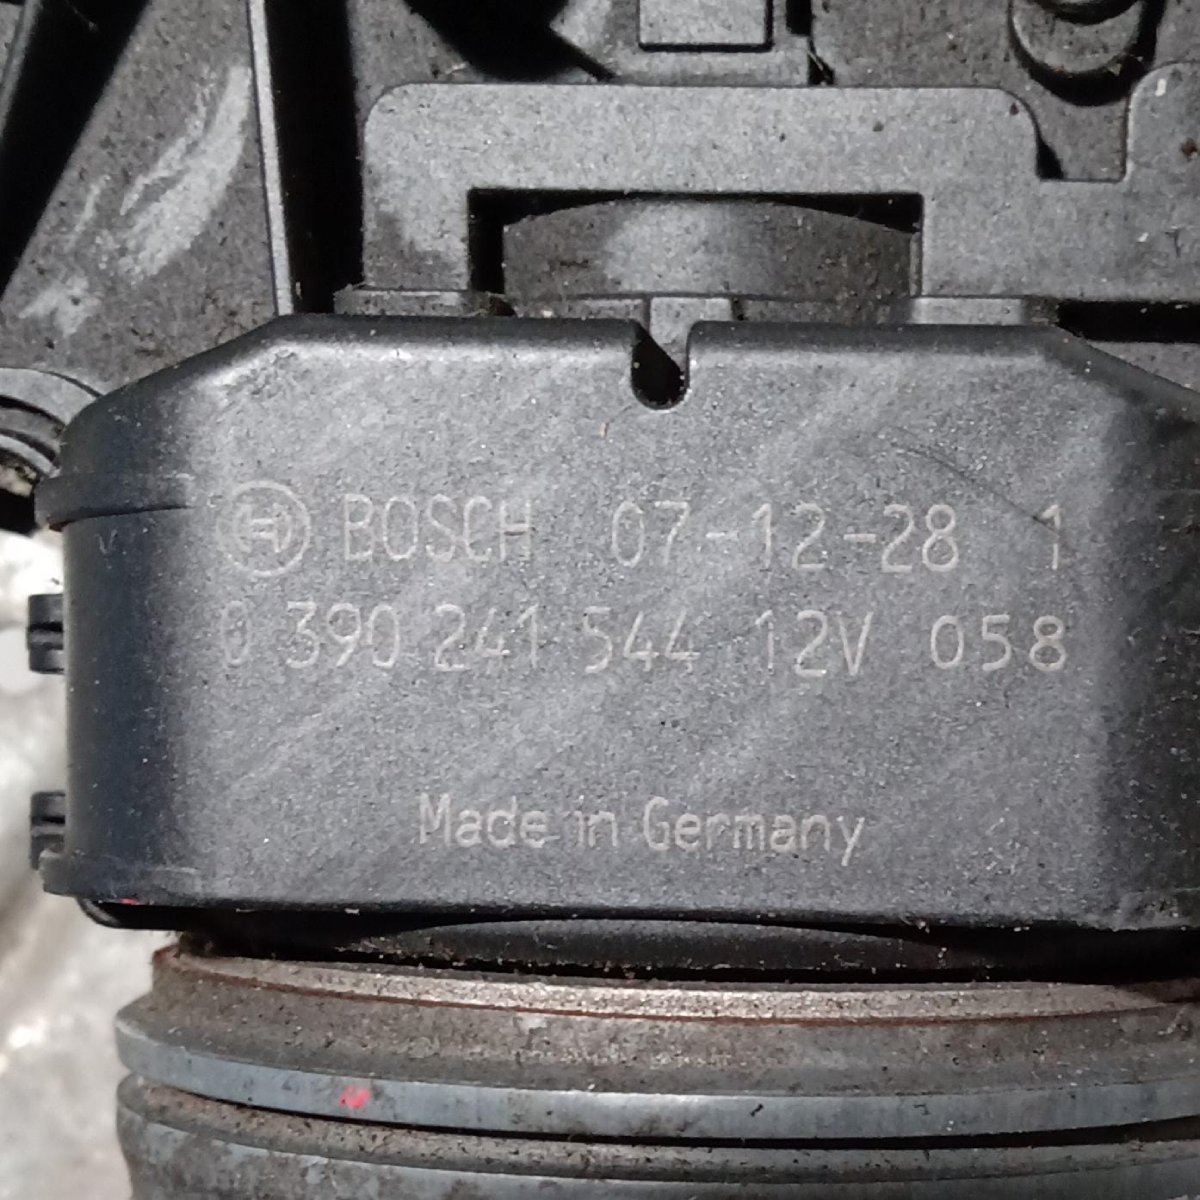 BOSCH 07-12-28 1
0 390 241 544 12V 058
Made in Germany